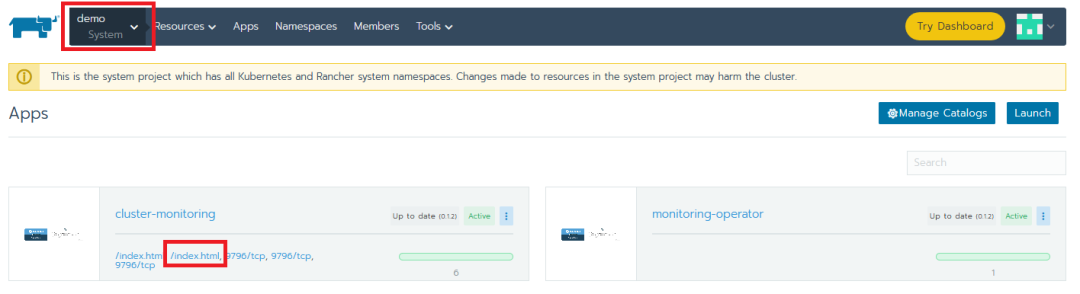 demo
System
Resources Apps Namespaces Members Tools
Try Dashboard
This is the system project which has all Kubernetes and Rancher system namespaces. Changes made to resources in the system project may harm the cluster.
Apps
Manage Catalogs
Launch
Search
cluster-monitoring
Up to date (0.1.2) Active
/index.html, /index.html, 9796/tcp, 9796/tcp,
9796/tcp
6
monitoring-operator
Up to date (0.1.2) Active
1